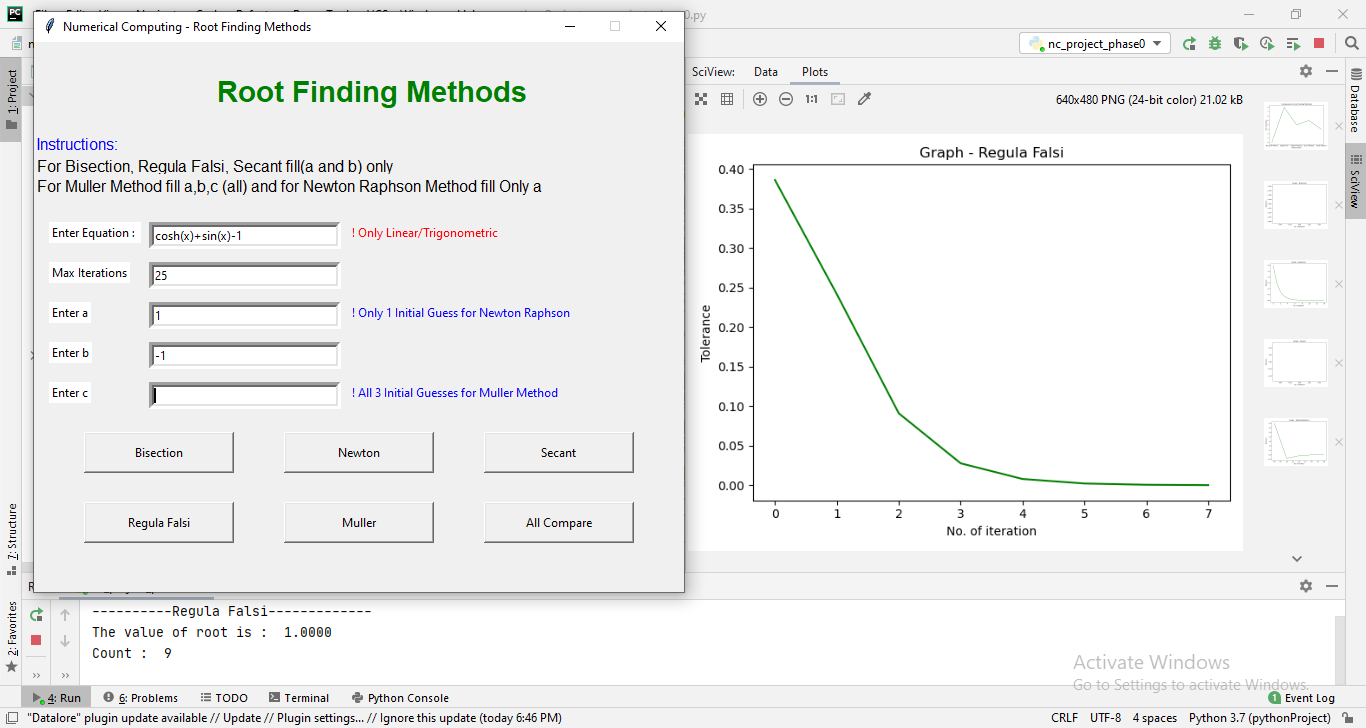 PC
0.py
Numerical Computing - Root Finding Methods
nc_project_phase0
Root Finding Methods
Instructions:
For Bisection, Regula Falsi, Secant fill(a and b) only
For Muller Method fill a,b,c (all) and for Newton Raphson Method fill Only a
Enter Equation :
cosh(x)+sin(x)-1
! Only Linear/Trigonometric
Max Iterations
25
Enter a
1
! Only 1 Initial Guess for Newton Raphson
Enter b
-1
Enter c
! All 3 Initial Guesses for Muller Method
Bisection
Newton
Secant
Regula Falsi
Muller
All Compare
SciView:
Data
Plots
1:1
640x480 PNG (24-bit color) 21.02 kB
Graph - Regula Falsi
0.40
0.35
0.30
0.25
0.20
0.15
0.10
0.05
0.00
Tolerance
0 1 2 3 4 5 6 7
No. of iteration
1: Project
7: Structure
2: Favorites
Database
SciView
----------Regula Falsi-------------
The value of root is : 1.0000
Count : 9
Activate Windows
Go to Settings to activate Windows.
4: Run
6: Problems
TODO
Terminal
Python Console
1 Event Log
"Datalore" plugin update available // Update // Plugin settings... // Ignore this update (today 6:46 PM)
CRLF UTF-8 4 spaces Python 3.7 (pythonProject)